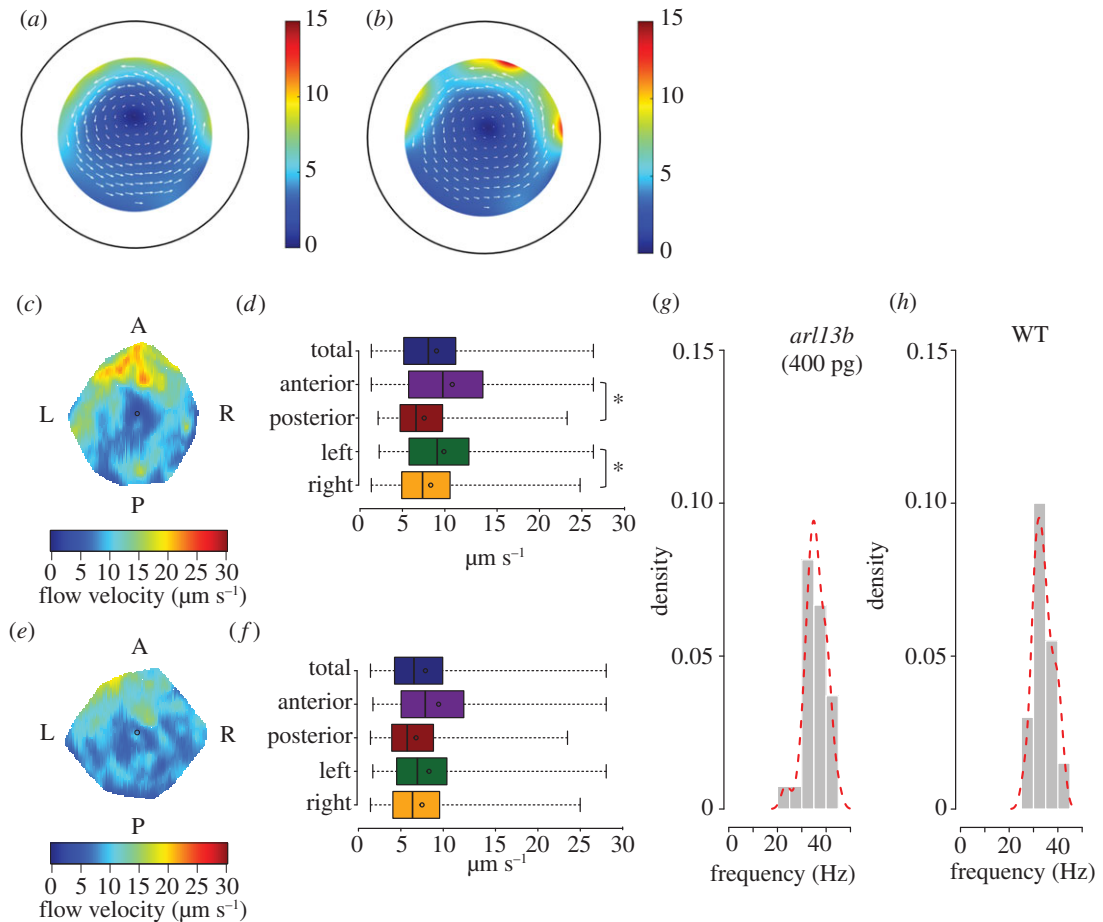 (a)
15
10
5
0
(b)
15
10
5
0
(c)
A
L
R
P
0 5 10 15 20 25 30
flow velocity (µm s⁻¹)
(d)
total
anterior
posterior
left
right
*
*
5 10 15 20 25 30
µm s⁻¹
(e)
A
L
R
P
0 5 10 15 20 25 30
flow velocity (µm s⁻¹)
(f)
total
anterior
posterior
left
right
5 10 15 20 25 30
µm s⁻¹
(g)
arl13b
(400 pg)
0.15
0.10
0.05
0
density
0 20 40
frequency (Hz)
(h)
WT
0.15
0.10
0.05
0
density
0 20 40
frequency (Hz)